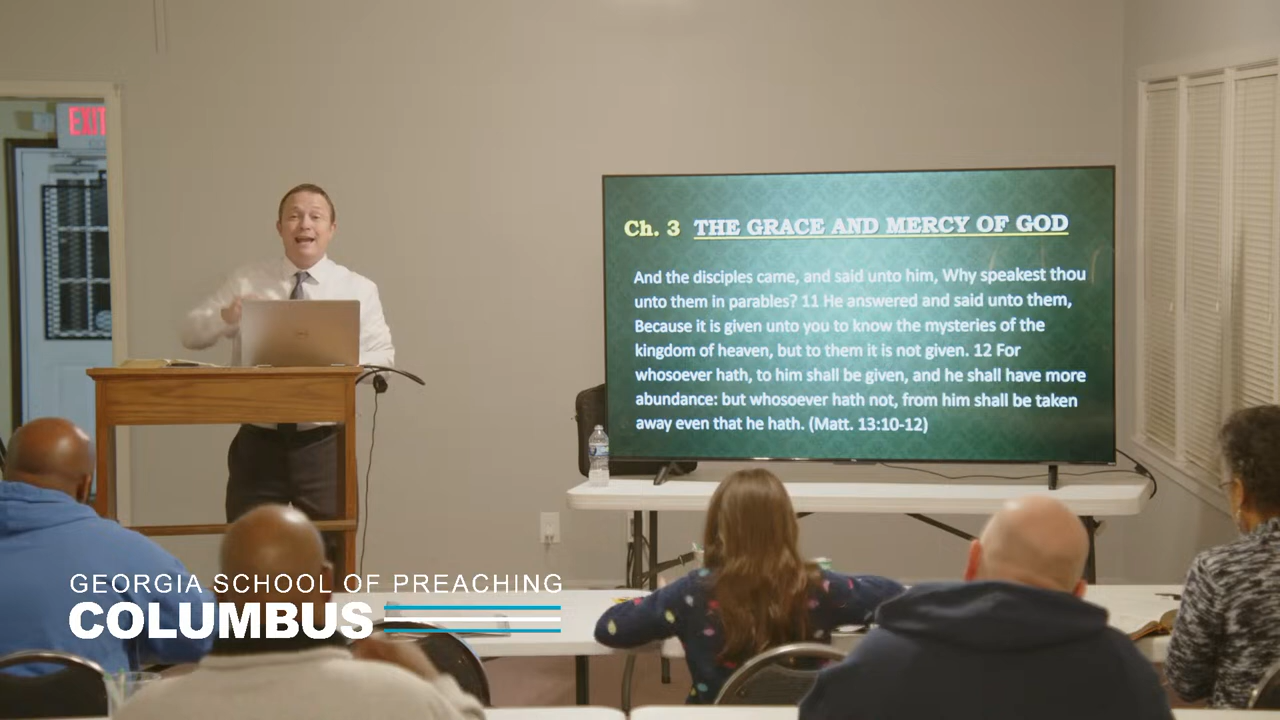 EXIT
Ch. 3 THE GRACE AND MERCY OF GOD
And the disciples came, and said unto him, Why speakest thou
unto them in parables? 11 He answered and said unto them,
Because it is given unto you to know the mysteries of the
kingdom of heaven, but to them it is not given. 12 For
whosoever hath, to him shall be given, and he shall have more
abundance: but whosoever hath not, from him shall be taken
away even that he hath. (Matt. 13:10-12)
GEORGIA SCHOOL OF PREACHING
COLUMBUS